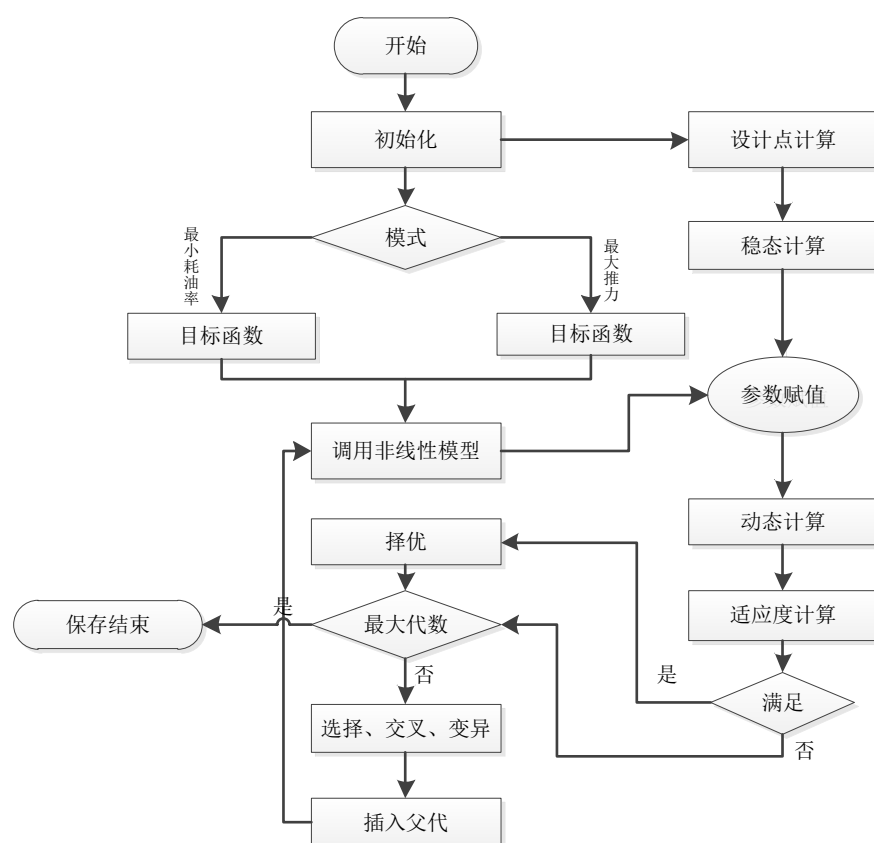 开始
初始化
设计点计算
模式
稳态计算
最小耗油率
最大推力
目标函数
目标函数
参数赋值
调用非线性模型
动态计算
择优
适应度计算
是
保存结束
最大代数
否
是
满足
否
选择、交叉、变异
插入父代